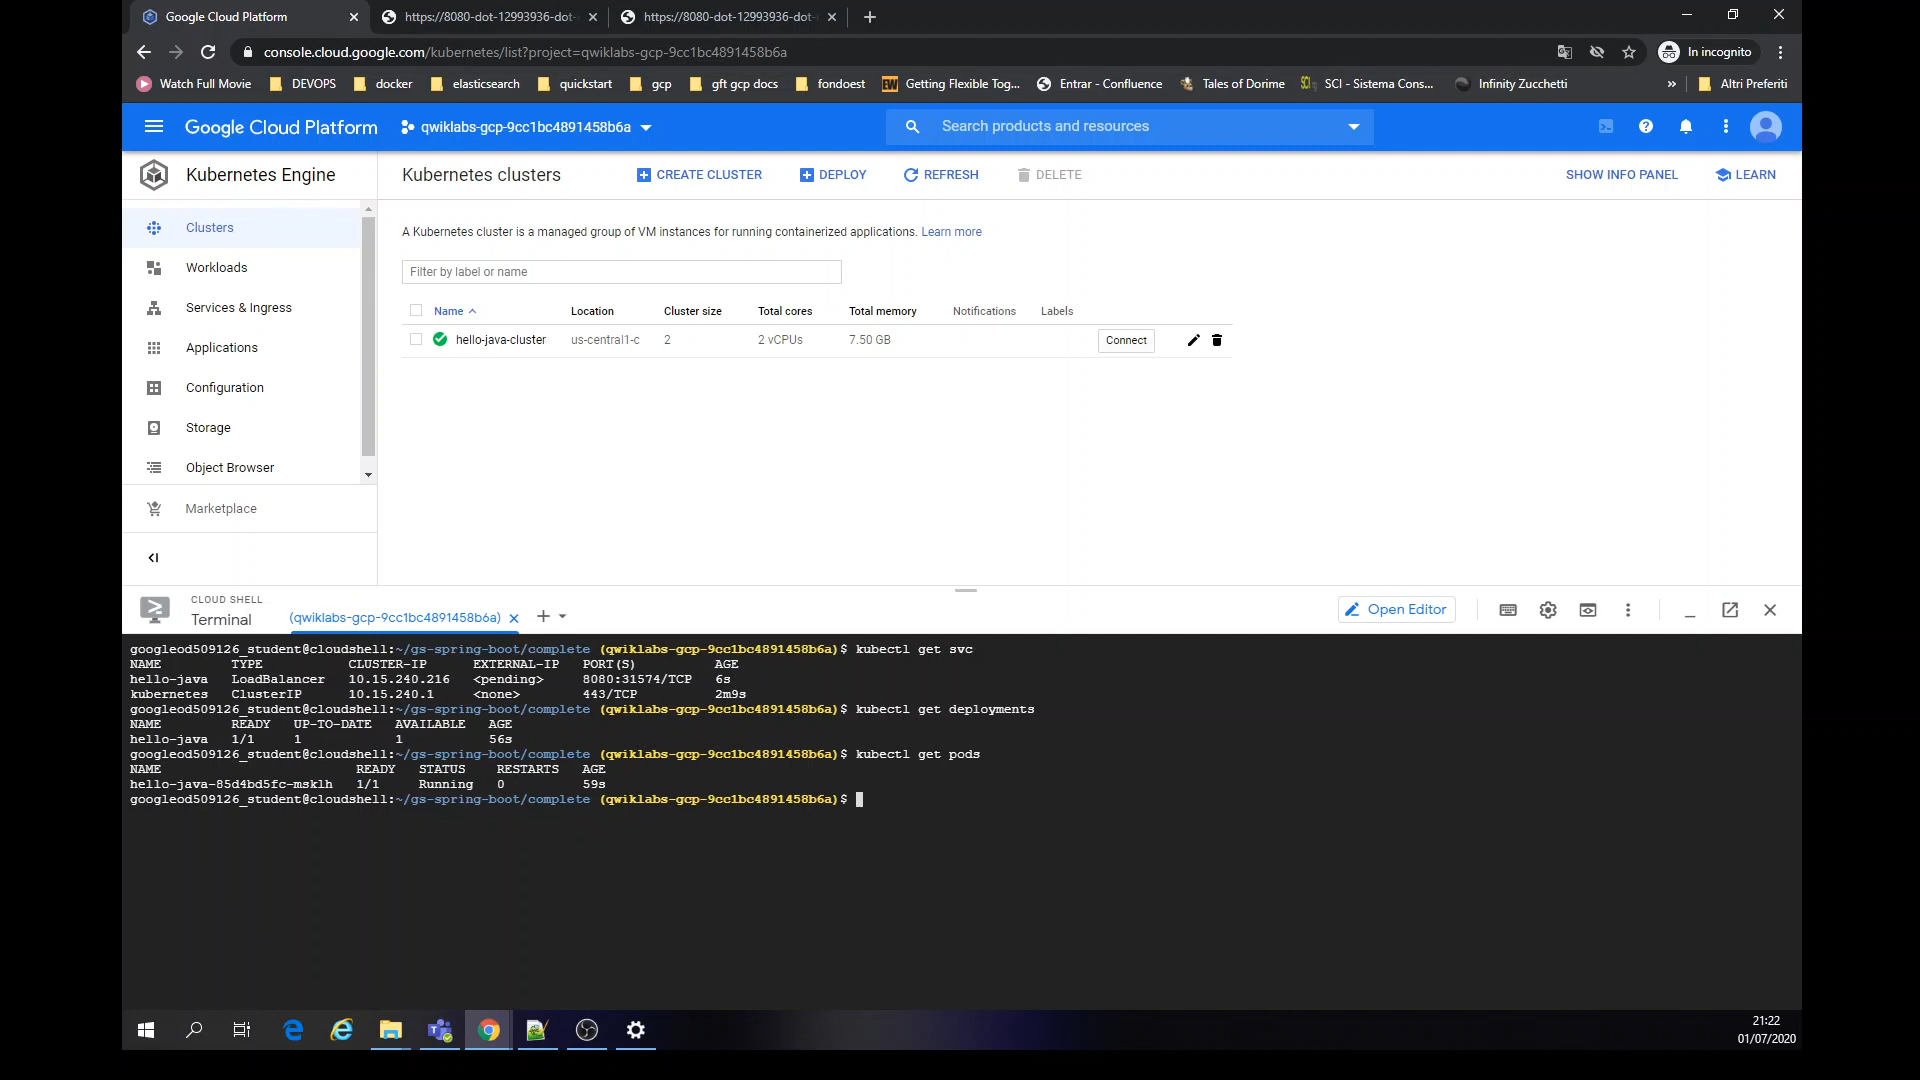 Google Cloud Platform
https://8080-dot-12993936-dot-
https://8080-dot-12993936-dot-
console.cloud.google.com/kubernetes/list?project=qwiklabs-gcp-9cc1bc4891458b6a
In incognito
Watch Full Movie DEVOPS docker elasticsearch quickstart gcp gft gcp docs fondoest Getting Flexible Tog... Entrar - Confluence Tales of Dorime SCI - Sistema Cons... Infinity Zucchetti » Altri Preferiti
Google Cloud Platform qwiklabs-gcp-9cc1bc4891458b6a Search products and resources
Kubernetes Engine
Kubernetes clusters CREATE CLUSTER DEPLOY REFRESH DELETE SHOW INFO PANEL LEARN
Clusters
Workloads
Services & Ingress
Applications
Configuration
Storage
Object Browser
Marketplace
A Kubernetes cluster is a managed group of VM instances for running containerized applications. Learn more
Filter by label or name
Name Location Cluster size Total cores Total memory Notifications Labels
hello-java-cluster us-central1-c 2 2 vCPUs 7.50 GB Connect
CLOUD SHELL
Terminal (qwiklabs-gcp-9cc1bc4891458b6a) Open Editor
googleod509126_student@cloudshell:~/gs-spring-boot/complete (qwiklabs-gcp-9cc1bc4891458b6a)$ kubectl get svc
NAME TYPE CLUSTER-IP EXTERNAL-IP PORT(S) AGE
hello-java LoadBalancer 10.15.240.216 <pending> 8080:31574/TCP 6s
kubernetes ClusterIP 10.15.240.1 <none> 443/TCP 2m9s
googleod509126_student@cloudshell:~/gs-spring-boot/complete (qwiklabs-gcp-9cc1bc4891458b6a)$ kubectl get deployments
NAME READY UP-TO-DATE AVAILABLE AGE
hello-java 1/1 1 1 56s
googleod509126_student@cloudshell:~/gs-spring-boot/complete (qwiklabs-gcp-9cc1bc4891458b6a)$ kubectl get pods
NAME READY STATUS RESTARTS AGE
hello-java-85d4bd5fc-msklh 1/1 Running 0 59s
googleod509126_student@cloudshell:~/gs-spring-boot/complete (qwiklabs-gcp-9cc1bc4891458b6a)$
21:22
01/07/2020